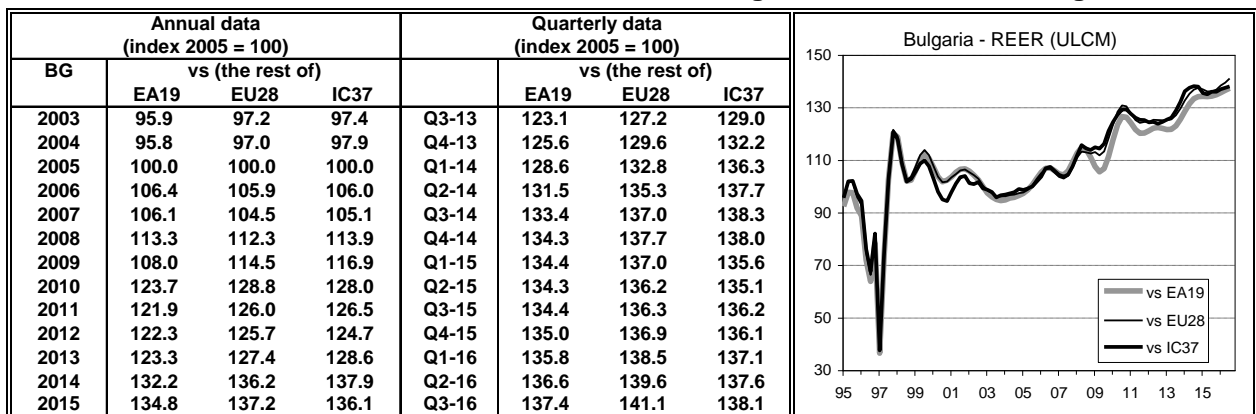 Annual data
(index 2005 = 100)
Quarterly data
(index 2005 = 100)
BG vs (the rest of) vs (the rest of)
EA19 EU28 IC37 EA19 EU28 IC37
2003 95.9 97.2 97.4 Q3-13 123.1 127.2 129.0
2004 95.8 97.0 97.9 Q4-13 125.6 129.6 132.2
2005 100.0 100.0 100.0 Q1-14 128.6 132.8 136.3
2006 106.4 105.9 106.0 Q2-14 131.5 135.3 137.7
2007 106.1 104.5 105.1 Q3-14 133.4 137.0 138.3
2008 113.3 112.3 113.9 Q4-14 134.3 137.7 138.0
2009 108.0 114.5 116.9 Q1-15 134.4 137.0 135.6
2010 123.7 128.8 128.0 Q2-15 134.3 136.2 135.1
2011 121.9 126.0 126.5 Q3-15 134.4 136.3 136.2
2012 122.3 125.7 124.7 Q4-15 135.0 136.9 136.1
2013 123.3 127.4 128.6 Q1-16 135.8 138.5 137.1
2014 132.2 136.2 137.9 Q2-16 136.6 139.6 137.6
2015 134.8 137.2 136.1 Q3-16 137.4 141.1 138.1
Bulgaria - REER (ULCM)
150
130
110
90
70
50
30
vs EA19
vs EU28
vs IC37
95 97 99 01 03 05 07 09 11 13 15